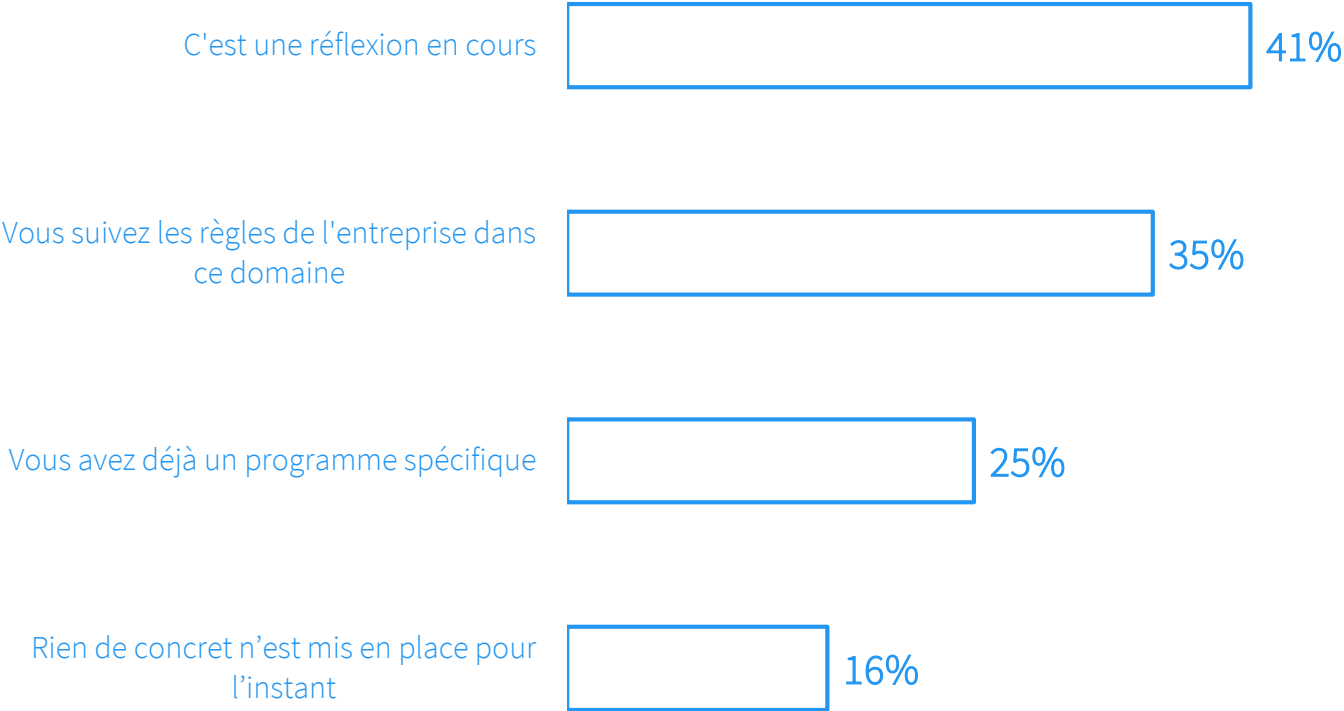 C'est une réflexion en cours
41%
Vous suivez les règles de l'entreprise dans
ce domaine
35%
Vous avez déjà un programme spécifique
25%
Rien de concret n’est mis en place pour
l’instant
16%